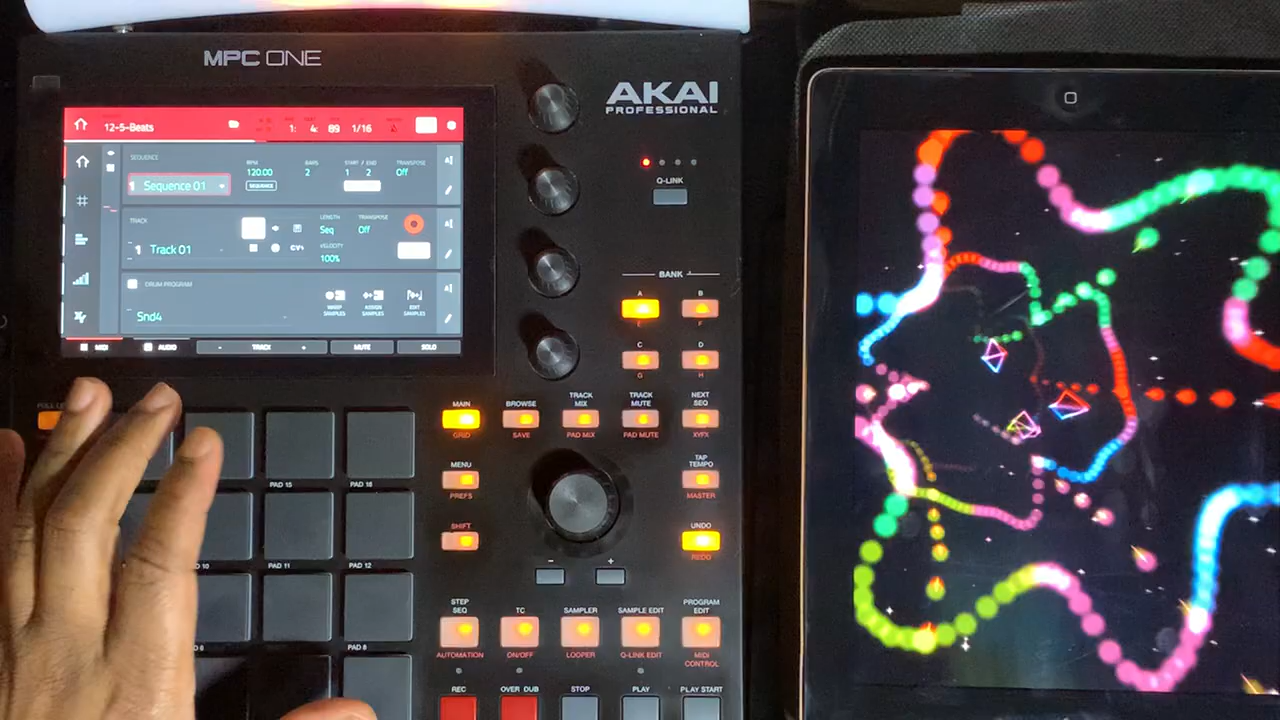 MPC ONE
AKAI
PROFESSIONAL
12-5-Beats
1: 4: 89 1/16
SEQUENCE
BPM
BARS
START / END
TRANSPOSE
120.00
2
1 2
Off
Sequence 01
SEQUENCE
TRACK
LENGTH
TRANSPOSE
Seq
Off
Track 01
VELOCITY
100%
DRUM PROGRAM
Snd4
WARP SAMPLES
ASSIGN SAMPLES
EDIT SAMPLES
MIDI
AUDIO
- TRACK +
MUTE
SOLO
Q-LINK
BANK
A
B
E
F
C
D
G
H
MAIN
GRID
BROWSE
SAVE
TRACK MIX
PAD MIX
TRACK MUTE
PAD MUTE
NEXT SEQ
XYFX
MENU
PREFS
TAP TEMPO
MASTER
SHIFT
UNDO
REDO
- +
PAD 15
PAD 16
PAD 11
PAD 12
PAD 8
STEP SEQ
AUTOMATION
TC
ON/OFF
SAMPLER
LOOPER
SAMPLE EDIT
Q-LINK EDIT
PROGRAM EDIT
MIDI CONTROL
REC
OVER DUB
STOP
PLAY
PLAY START